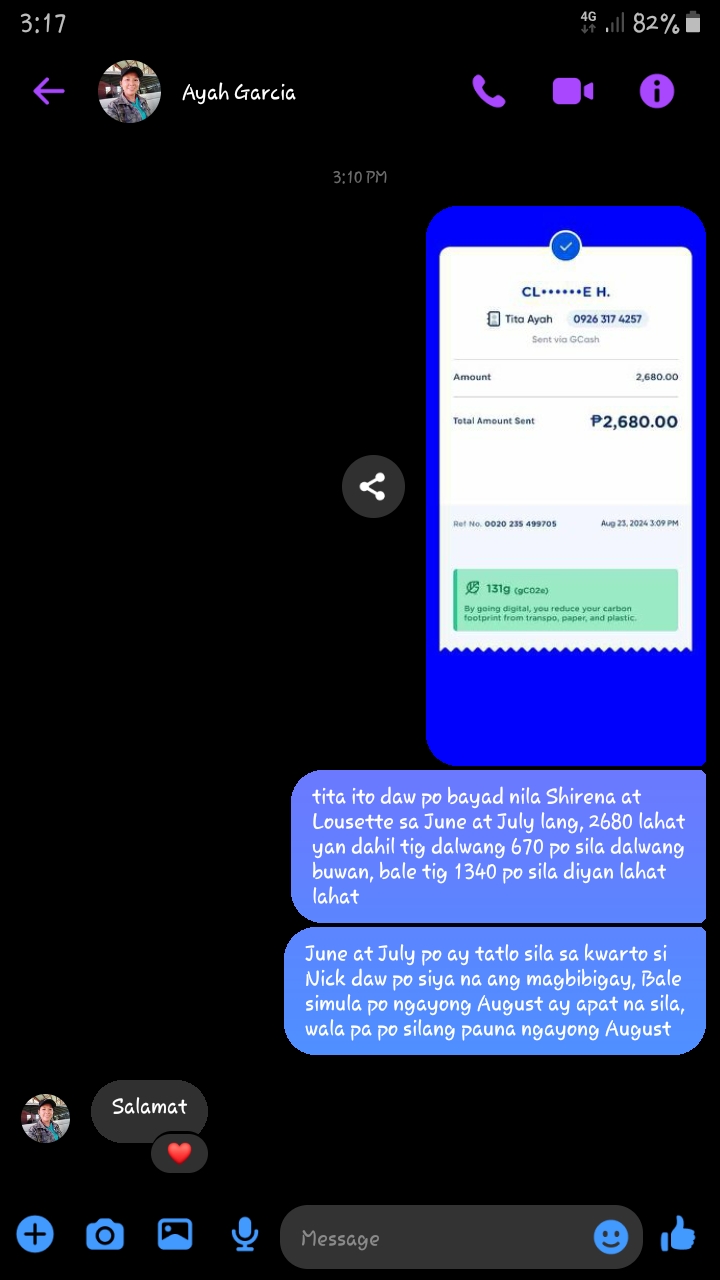 3:17
4G
82%
Ayah Garcia
3:10 PM
CL••••••E H.
Tita Ayah 0926 317 4257
Sent via GCash
Amount 2,680.00
Total Amount Sent ₱2,680.00
Ref No. 0020 235 499705 Aug 23, 2024 3:09 PM
131g (gCO2e)
By going digital, you reduce your carbon
footprint from transpo, paper, and plastic.
tita ito daw po bayad nila Shirena at
Lousette sa June at July lang, 2680 lahat
yan dahil tig dalwang 670 po sila dalwang
buwan, bale tig 1340 po sila diyan lahat
lahat
June at July po ay tatlo sila sa kwarto si
Nick daw po siya na ang magbibigay, Bale
simula po ngayong August ay apat na sila,
wala pa po silang pauna ngayong August
Salamat
Message